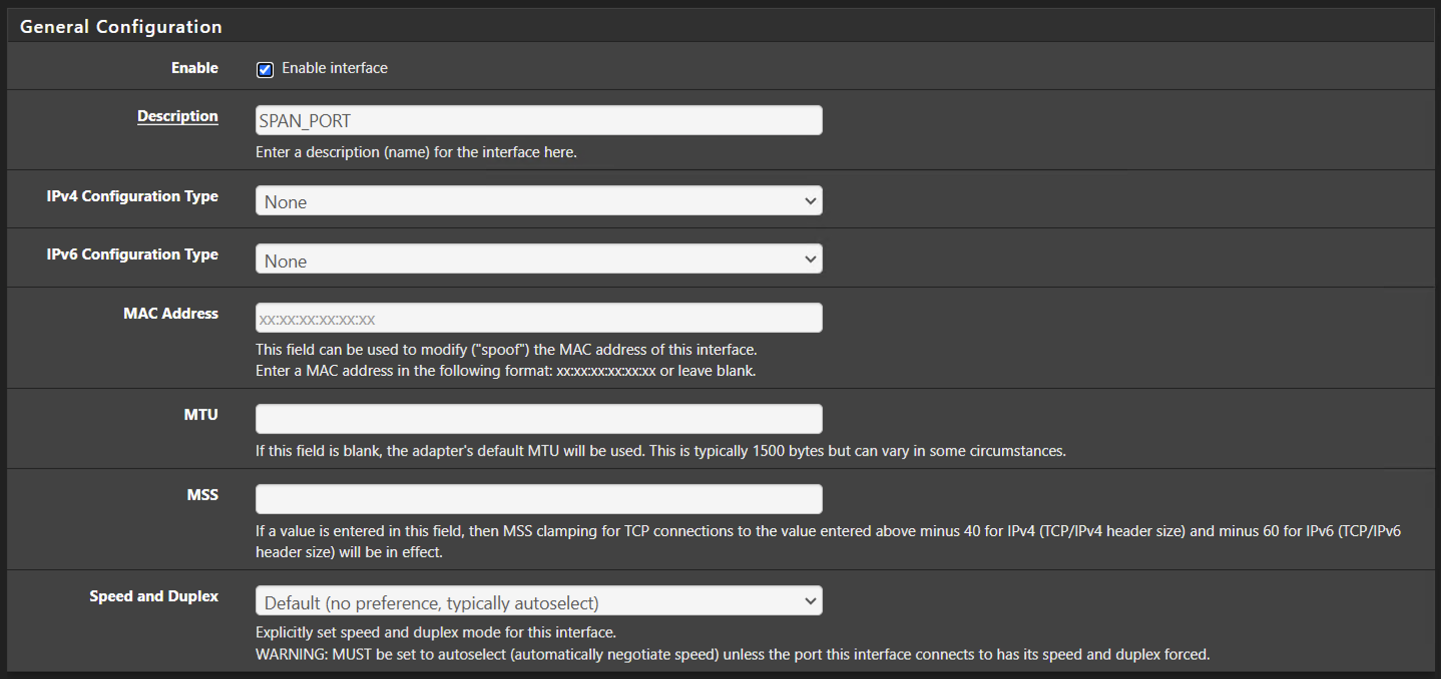 General Configuration
Enable
Enable interface
Description
SPAN_PORT
Enter a description (name) for the interface here.
IPv4 Configuration Type
None
IPv6 Configuration Type
None
MAC Address
xx:xx:xx:xx:xx:xx
This field can be used to modify ("spoof") the MAC address of this interface.
Enter a MAC address in the following format: xx:xx:xx:xx:xx:xx or leave blank.
MTU
If this field is blank, the adapter's default MTU will be used. This is typically 1500 bytes but can vary in some circumstances.
MSS
If a value is entered in this field, then MSS clamping for TCP connections to the value entered above minus 40 for IPv4 (TCP/IPv4 header size) and minus 60 for IPv6 (TCP/IPv6
header size) will be in effect.
Speed and Duplex
Default (no preference, typically autoselect)
Explicitly set speed and duplex mode for this interface.
WARNING: MUST be set to autoselect (automatically negotiate speed) unless the port this interface connects to has its speed and duplex forced.